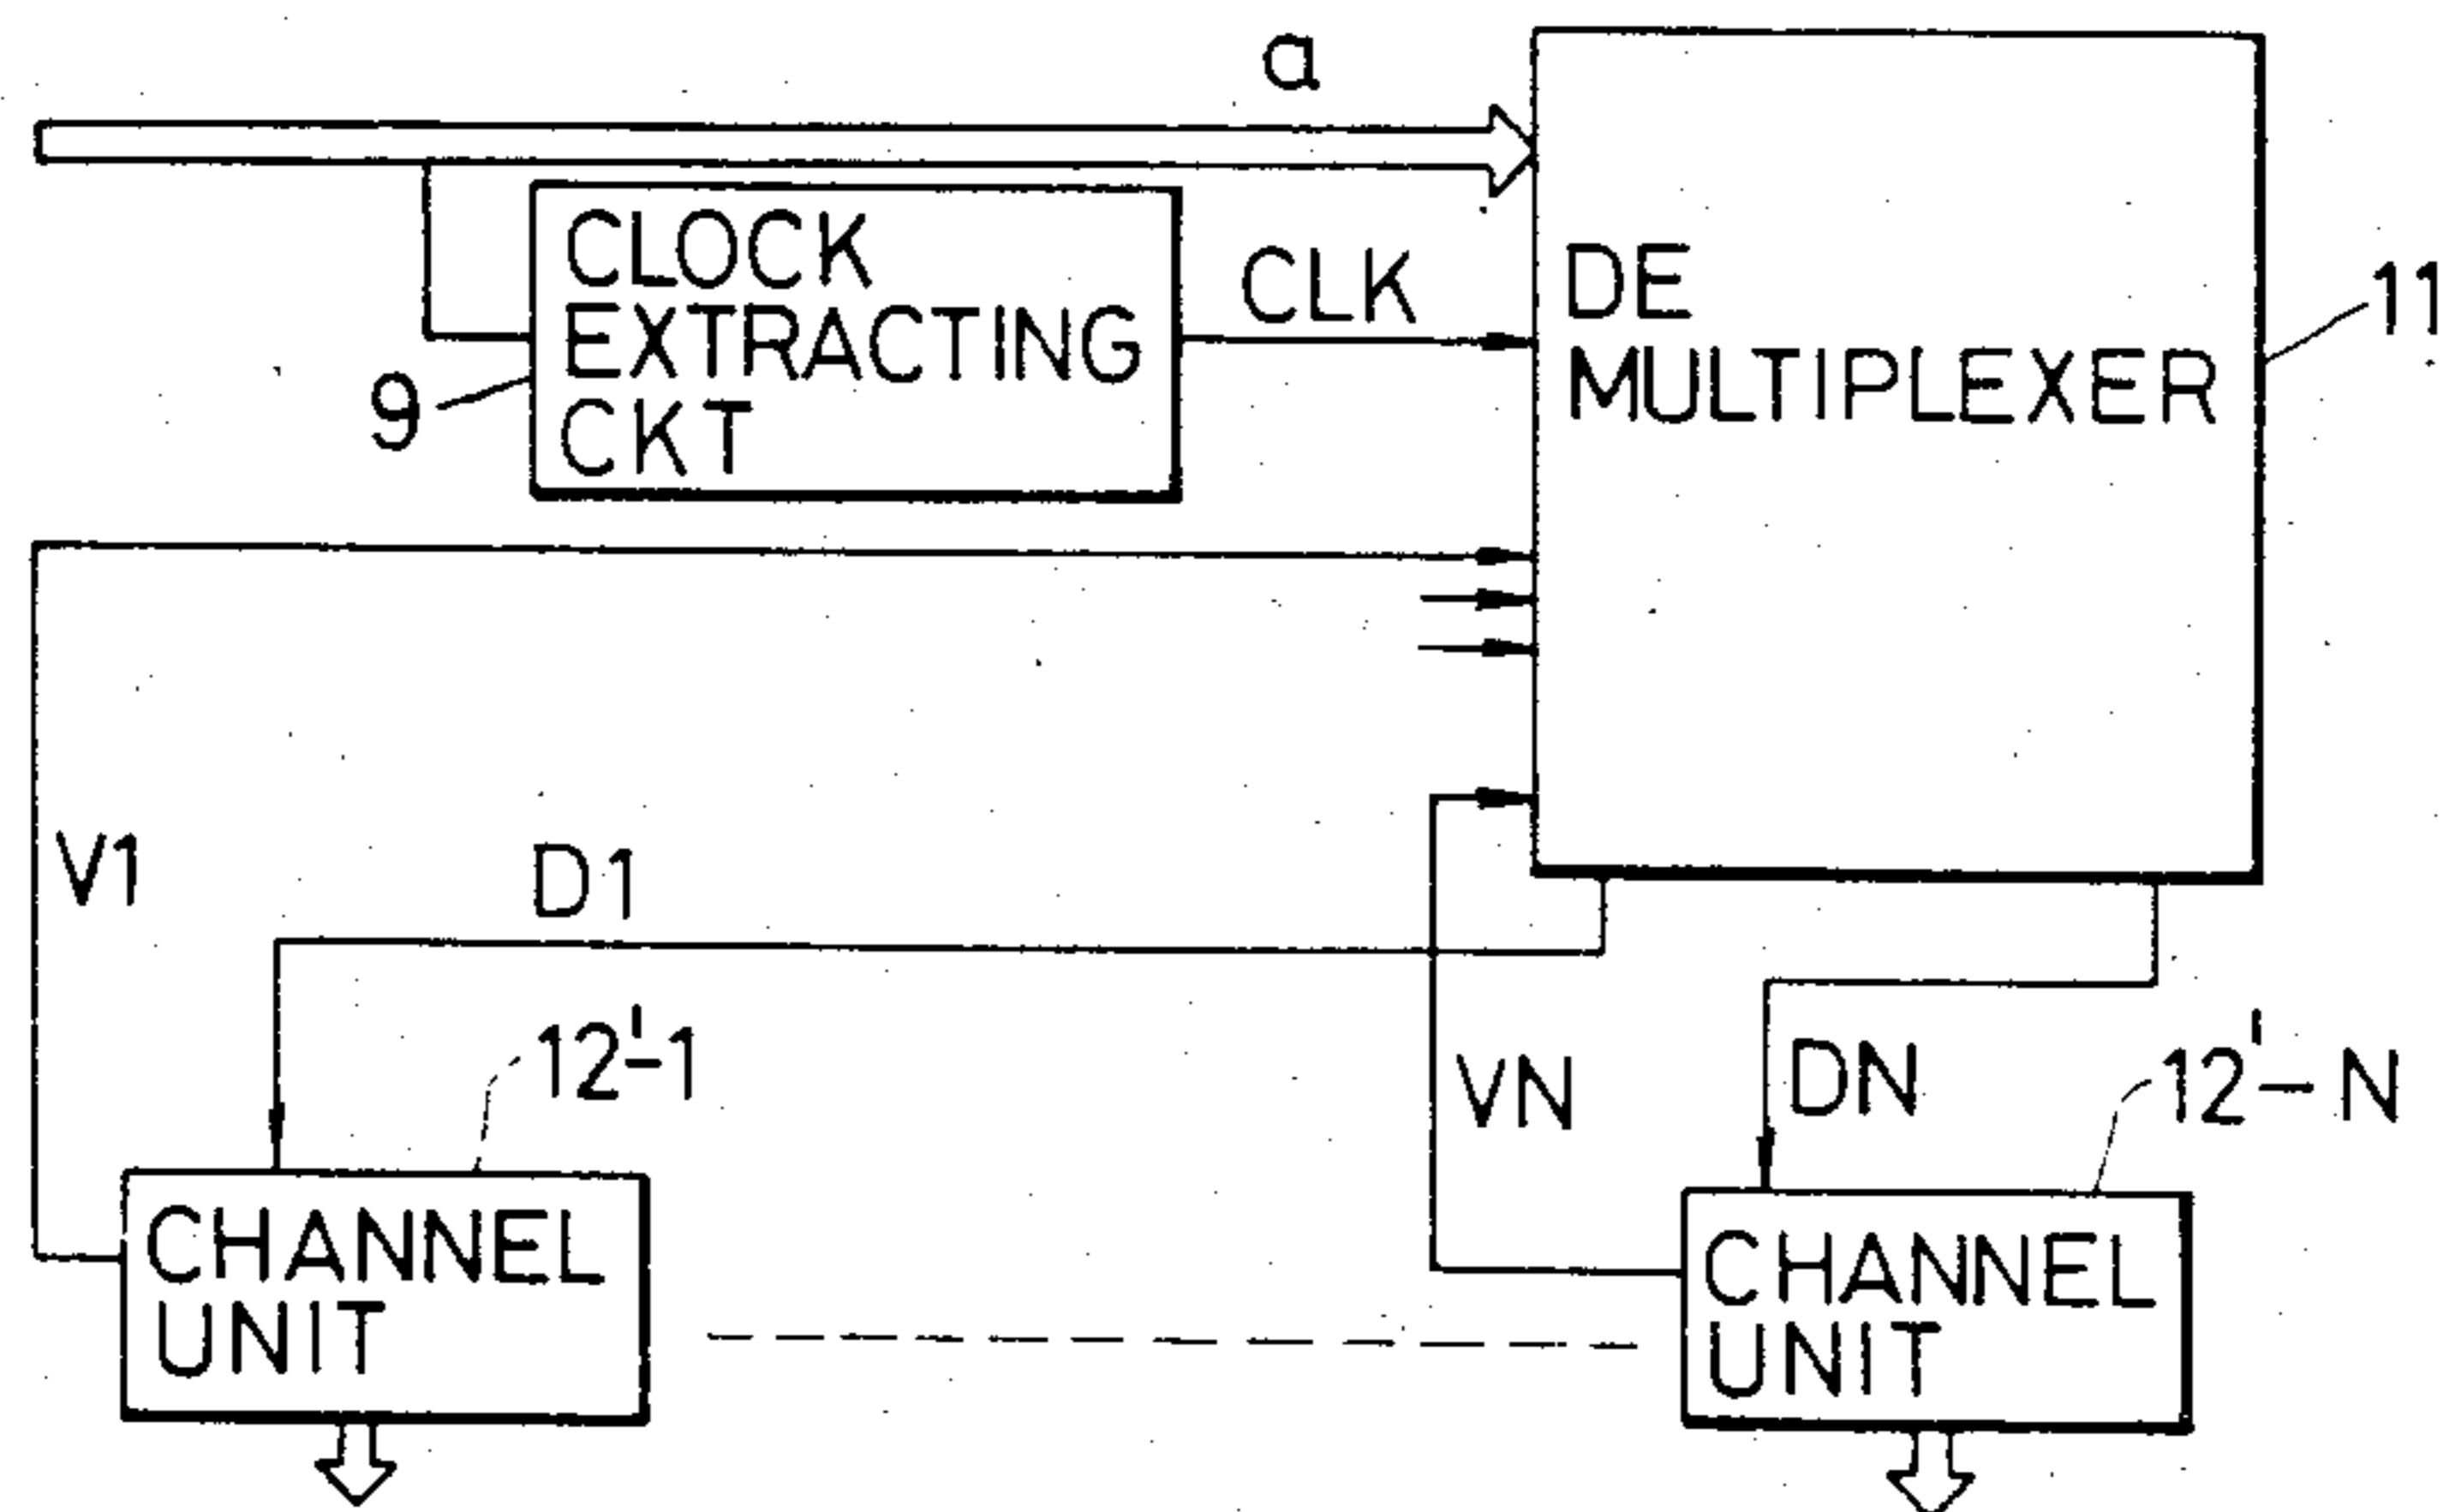 a
CLOCK
EXTRACTING
CKT
9
CLK
DE
MULTIPLEXER
11
V1
D1
12'-1
VN
DN
12'-N
CHANNEL
UNIT
CHANNEL
UNIT